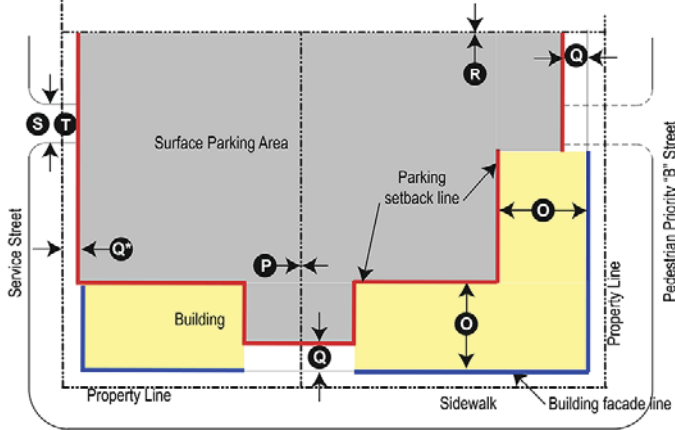 Q
R
S T
Surface Parking Area
Parking
setback line
O
Q*
P
Service Street
Pedestrian Priority "B" Street
Property Line
Building
O
Q
Property Line
Sidewalk
Building facade line